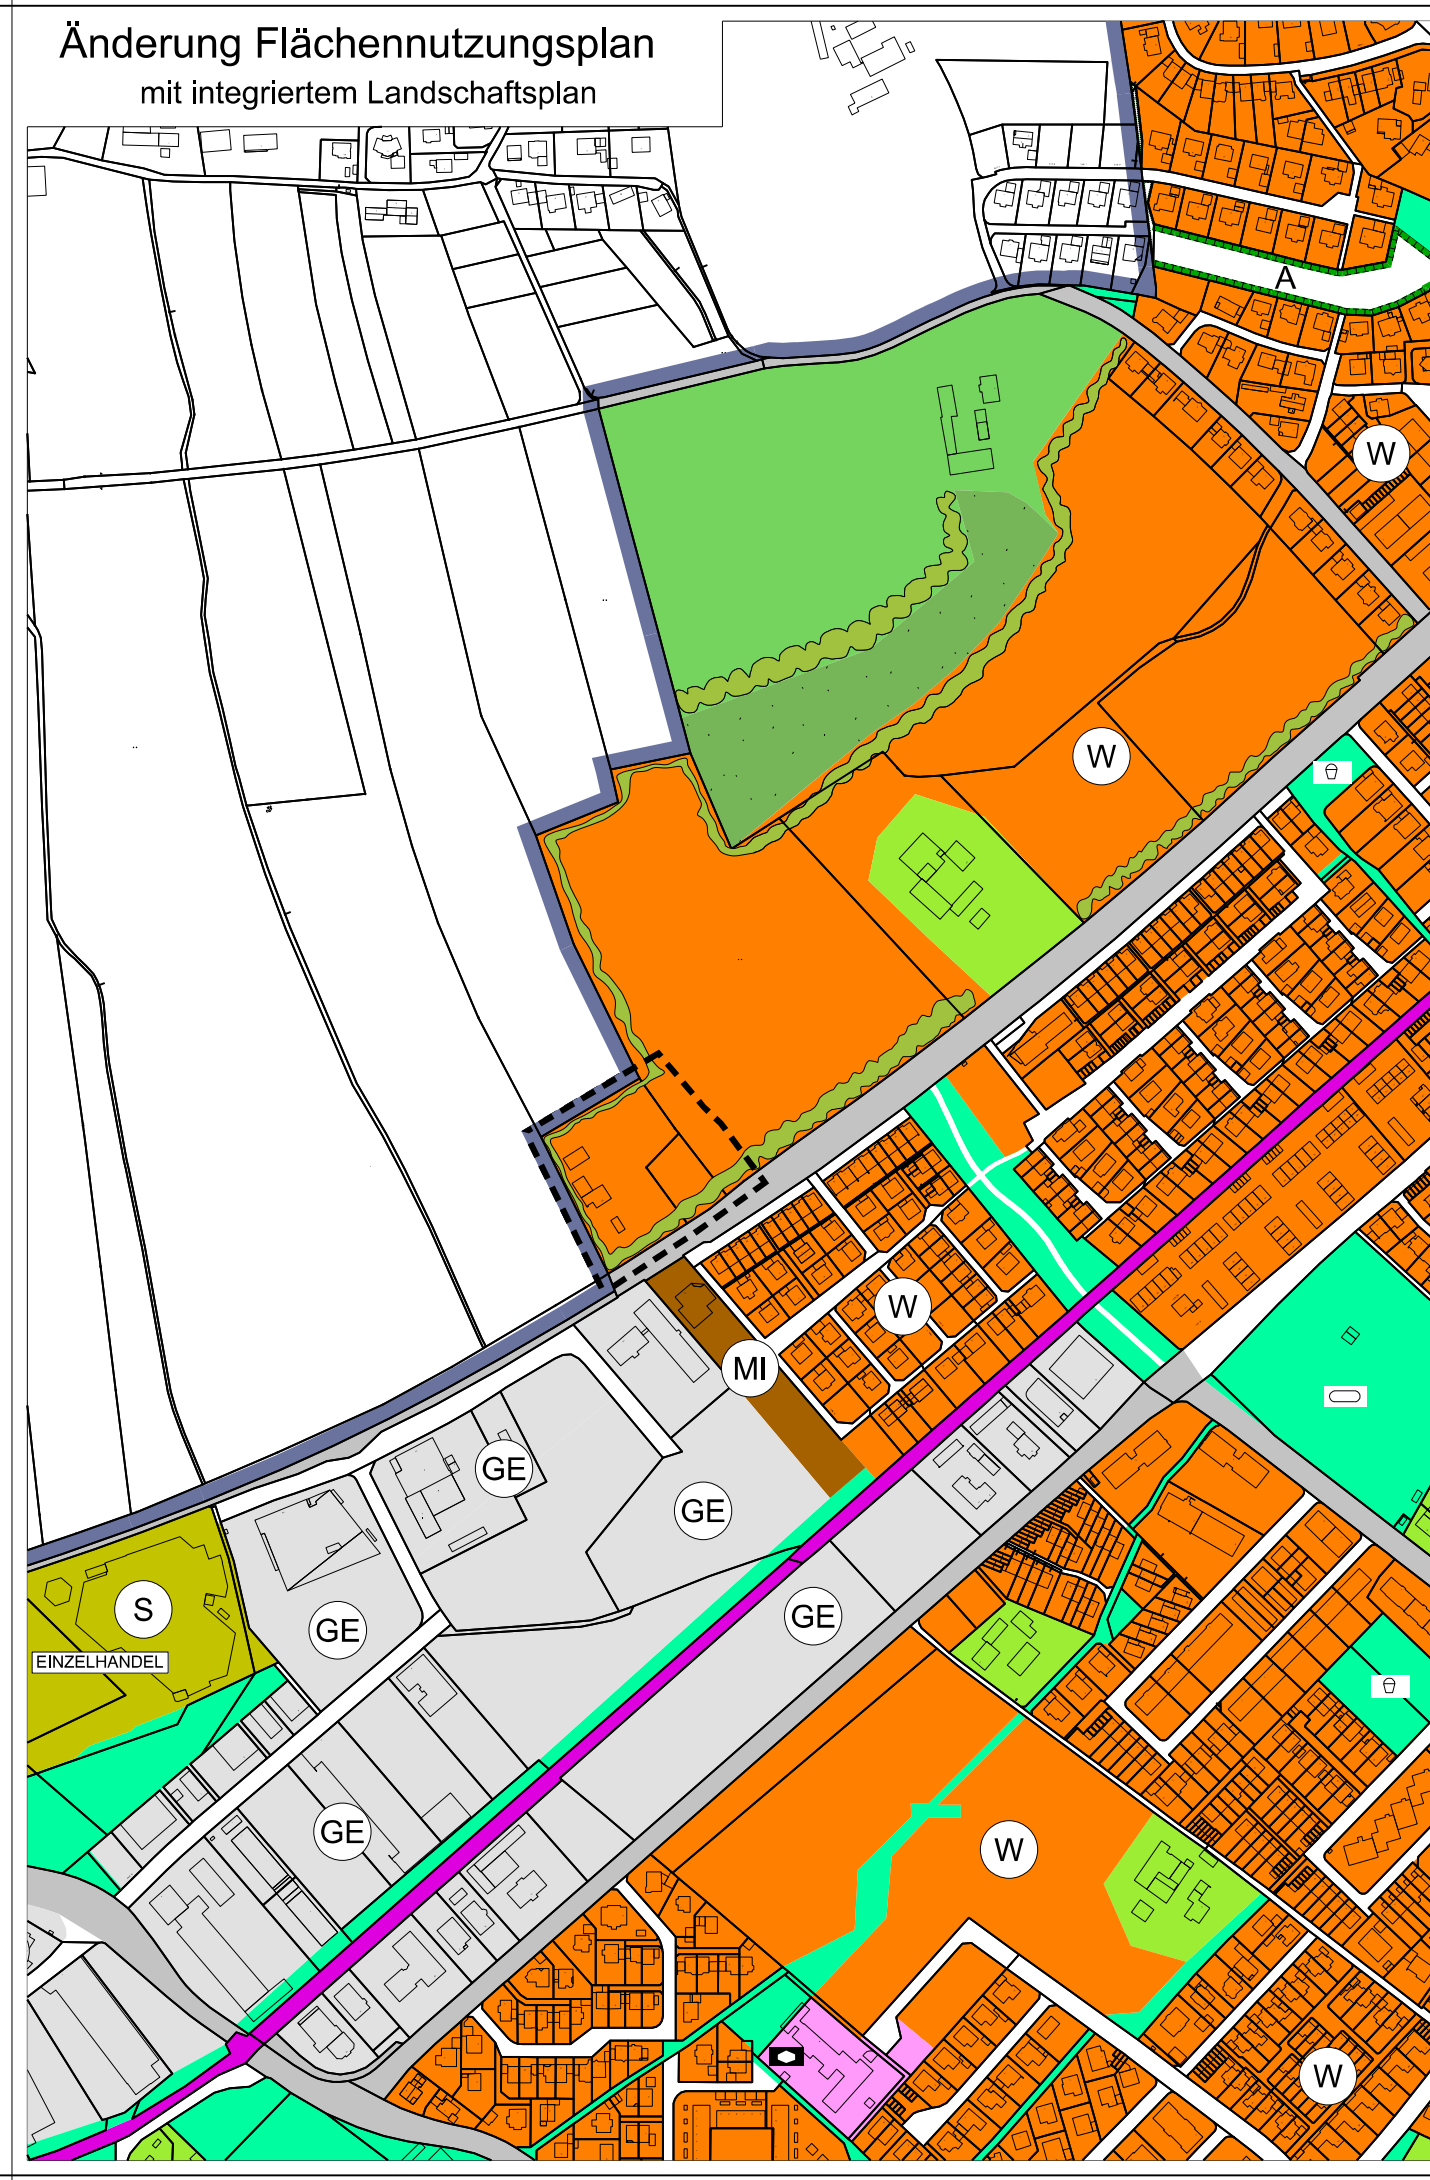 Änderung Flächennutzungsplan
mit integriertem Landschaftsplan
A
W
W
W
MI
GE
GE
S
GE
GE
EINZELHANDEL
GE
W
W